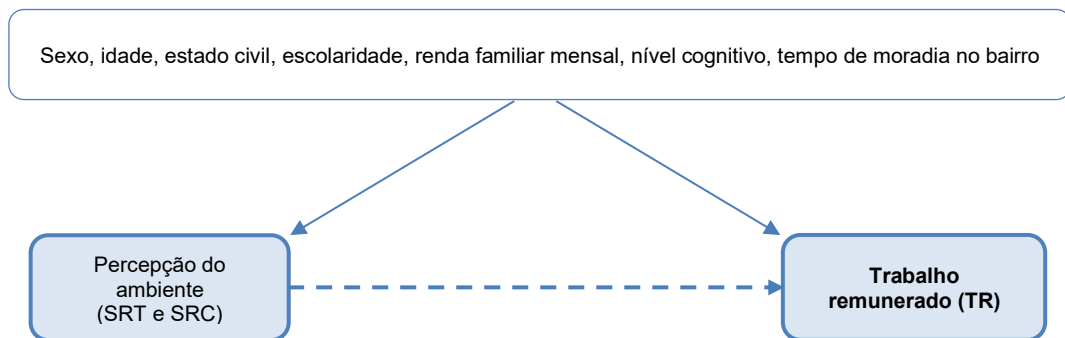 Sexo, idade, estado civil, escolaridade, renda familiar mensal, nível cognitivo, tempo de moradia no bairro
Percepção do
ambiente
(SRT e SRC)
Trabalho
remunerado (TR)